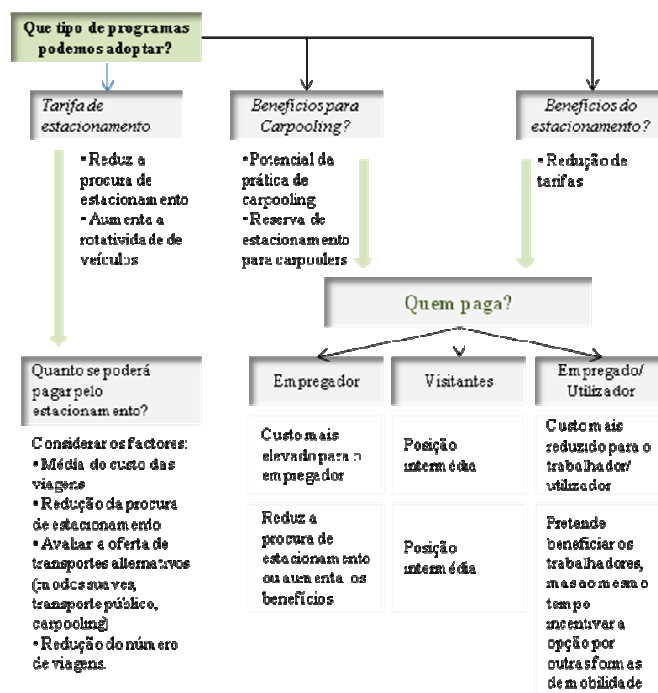 Que tipo de programas
podemos adoptar?
Tarifa de
estacionamento
Benefícios para
Carpooling?
Benefícios do
estacionamento?
• Reduz a
procura de
estacionamento
• Aumenta a
rotatividade de
veículos
• Potencial da
prática de
carpooling
• Reserva de
estacionamento
para carpoolers
• Redução de
tarifas
Quem paga?
Quanto se poderá
pagar pelo
estacionamento?
Empregador
Visitantes
Empregado/
Utilizador
Considerar os factores:
• Média do custo das
viagens
• Redução da procura
de estacionamento
• Avaliar a oferta de
transportes alternativos
(modos suaves,
transporte público,
carpooling)
• Redução do número
de viagens.
Custo mais
elevado para o
empregador
Posição
intermédia
Custo mais
reduzido para o
trabalhador/
utilizador
Reduz a
procura de
estacionamento
ou aumenta os
benefícios
Posição
intermédia
Pretende
beneficiar os
trabalhadores,
mas ao mesmo
tempo
incentivar a
opção por
outras formas
de mobilidade